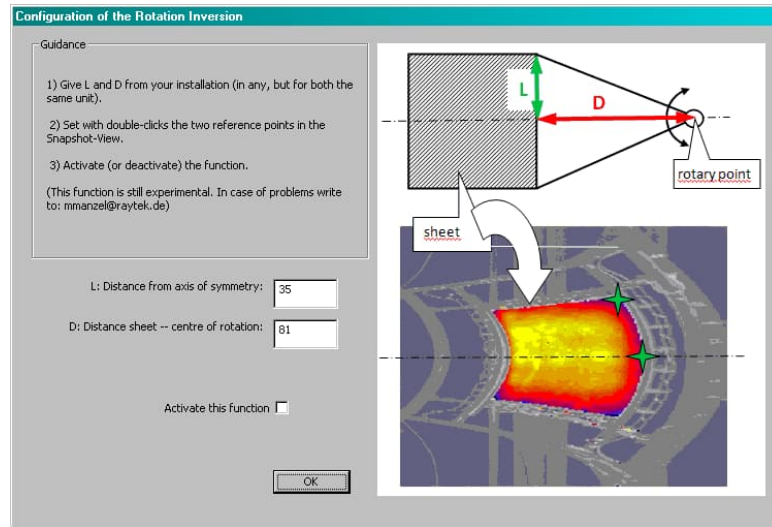 Configuration of the Rotation Inversion
Guidance
1) Give L and D from your installation (in any, but for both the
same unit).
2) Set with double-clicks the two reference points in the
Snapshot-View.
3) Activate (or deactivate) the function.
(This function is still experimental. In case of problems write
to: mmanzel@raytek.de)
L: Distance from axis of symmetry: 35
D: Distance sheet -- centre of rotation: 81
Activate this function
OK
L
D
rotary point
sheet